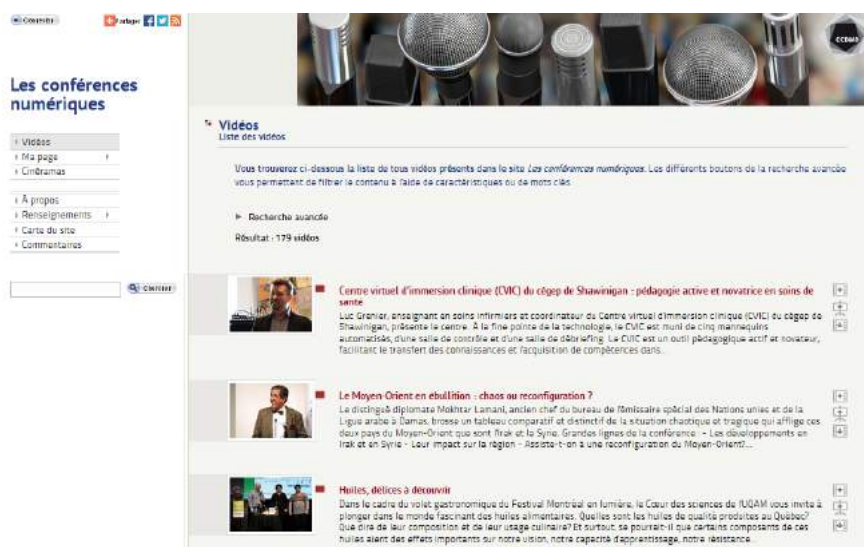 Connexion
Partager
CCDMD
Les conférences
numériques
Vidéos
Ma page
Cinéramas
À propos
Renseignements
Carte du site
Commentaires
Chercher
Vidéos
Liste des vidéos
Vous trouverez ci-dessous la liste de tous vidéos présents dans le site Les conférences numériques. Les différents boutons de la recherche avancée
vous permettent de filtrer le contenu à l'aide de caractéristiques ou de mots clés.
Recherche avancée
Résultat : 179 vidéos
Centre virtuel d'immersion clinique (CVIC) du cégep de Shawinigan : pédagogie active et novatrice en soins de
santé
Luc Grenier, enseignant en soins infirmiers et coordinateur du Centre virtuel d'immersion clinique (CVIC) du cégep de
Shawinigan, présente le centre. À la fine pointe de la technologie, le CVIC est muni de cinq mannequins
automatisés, d'une salle de contrôle et d'une salle de débriefing. Le CVIC est un outil pédagogique actif et novateur,
facilitant le transfert des connaissances et l'acquisition de compétences dans...
Le Moyen-Orient en ébullition : chaos ou reconfiguration ?
Le distingué diplomate Mokhtar Lamani, ancien chef du bureau de l'émissaire spécial des Nations unies et de la
Ligue arabe à Damas, brosse un tableau comparatif et distinctif de la situation chaotique et tragique qui afflige ces
deux pays du Moyen-Orient que sont l'Irak et la Syrie. Grandes lignes de la conférence : - Les développements en
Irak et en Syrie - Leur impact sur la région - Assiste-t-on à une reconfiguration du Moyen-Orient?...
Huiles, délices à découvrir
Dans le cadre du volet gastronomique du Festival Montréal en lumière, le Cœur des sciences de l'UQAM vous invite à
plonger dans le monde fascinant des huiles alimentaires. Quelles sont les huiles de qualité produites au Québec?
Que dire de leur composition et de leur usage culinaire? Et surtout, se pourrait-il que certains composants de ces
huiles aient des effets importants sur notre vision, notre capacité d'apprentissage, notre résistance...